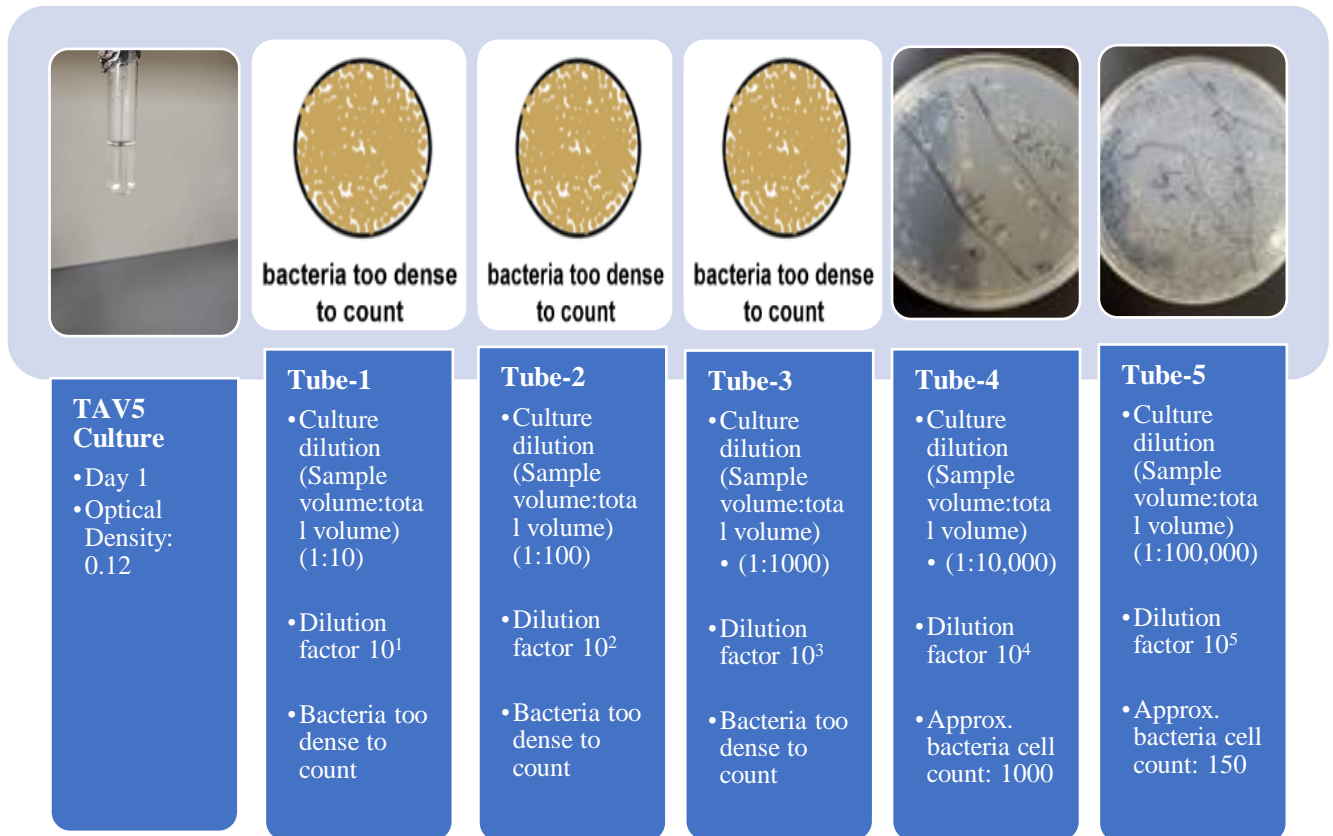 bacteria too dense
to count
bacteria too dense
to count
bacteria too dense
to count
TAV5
Culture
•Day 1
•Optical
Density:
0.12
Tube-1
•Culture
dilution
(Sample
volume:tota
l volume)
(1:10)
•Dilution
factor 10¹
•Bacteria too
dense to
count
Tube-2
•Culture
dilution
(Sample
volume:tota
l volume)
(1:100)
•Dilution
factor 10²
•Bacteria too
dense to
count
Tube-3
•Culture
dilution
(Sample
volume:tota
l volume)
• (1:1000)
•Dilution
factor 10³
•Bacteria too
dense to
count
Tube-4
•Culture
dilution
(Sample
volume:tota
l volume)
• (1:10,000)
•Dilution
factor 10⁴
•Approx.
bacteria cell
count: 1000
Tube-5
•Culture
dilution
(Sample
volume:tota
l volume)
(1:100,000)
•Dilution
factor 10⁵
•Approx.
bacteria cell
count: 150